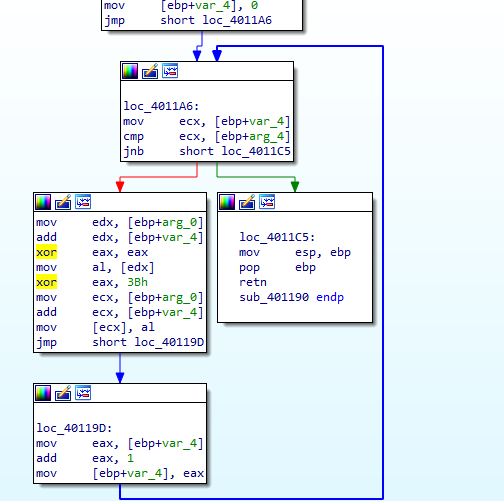 mov [ebp+var_4], 0
jmp short loc_4011A6
loc_4011A6:
mov ecx, [ebp+var_4]
cmp ecx, [ebp+arg_4]
jnb short loc_4011C5
mov edx, [ebp+arg_0]
add edx, [ebp+var_4]
xor eax, eax
mov al, [edx]
xor eax, 3Bh
mov ecx, [ebp+arg_0]
add ecx, [ebp+var_4]
mov [ecx], al
jmp short loc_40119D
loc_4011C5:
mov esp, ebp
pop ebp
retn
sub_401190 endp
loc_40119D:
mov eax, [ebp+var_4]
add eax, 1
mov [ebp+var_4], eax